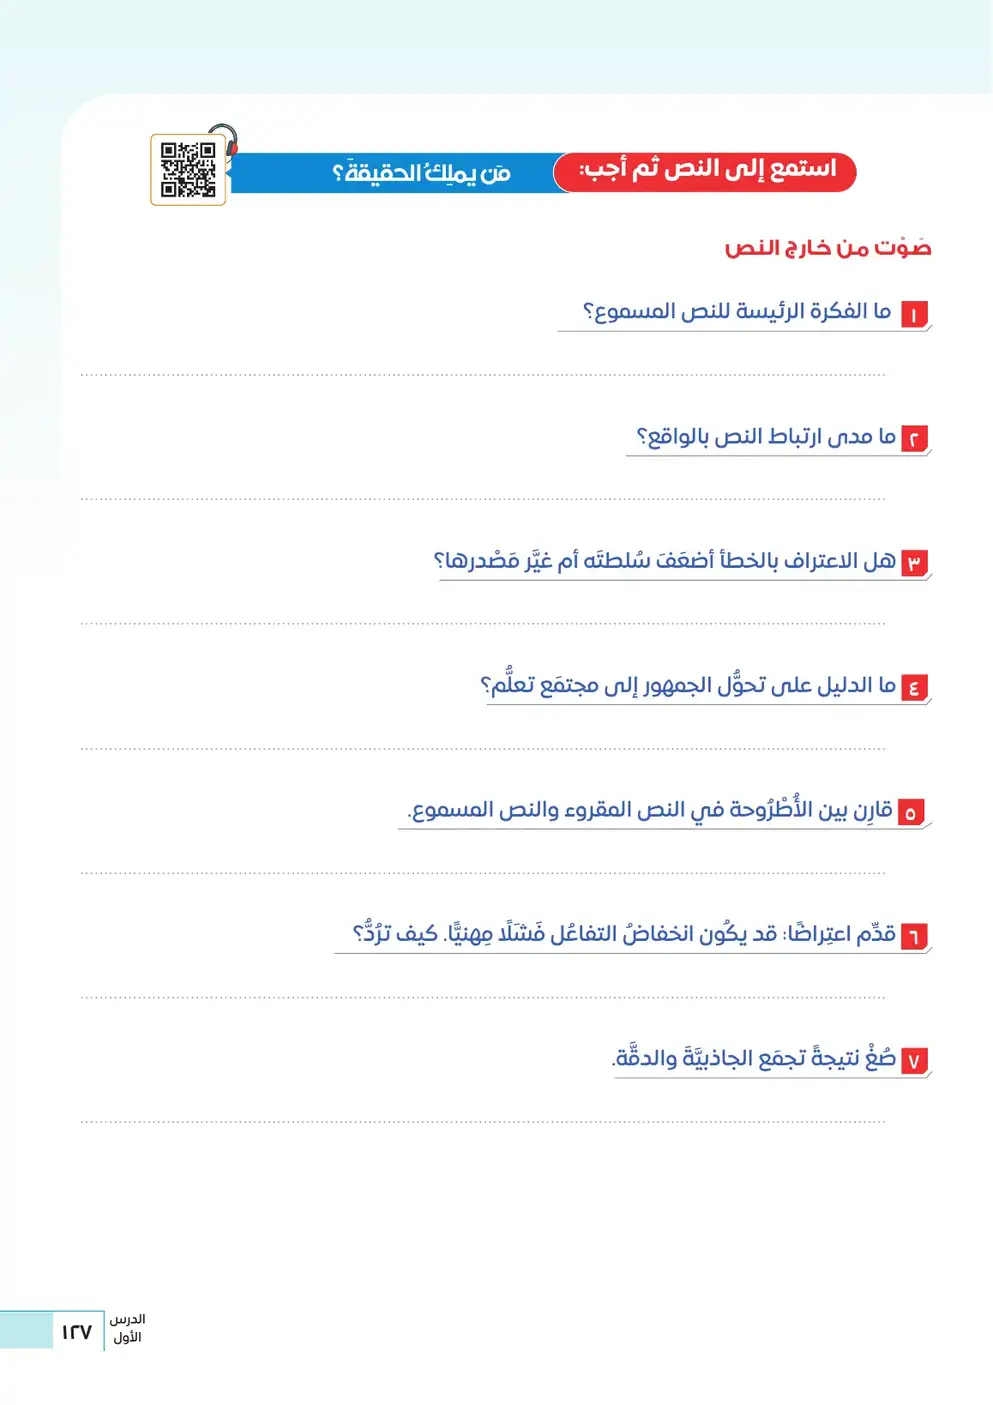 استمع إلى النص ثم أجب:
مَن يملِكُ الحقيقةَ؟
صَوْت من خارج النص
١ ما الفكرة الرئيسة للنص المسموع؟
٢ ما مدى ارتباط النص بالواقع؟
٣ هل الاعتراف بالخطأ أضعَفَ سُلطتَه أم غيَّر مَصْدرها؟
٤ ما الدليل على تحوُّل الجمهور إلى مجتمَع تعلُّم؟
٥ قارِن بين الأُطْرُوحة في النص المقروء والنص المسموع.
٦ قدِّم اعتِراضًا: قد يكُون انخفاضُ التفاعُل فَشَلًا مِهنيًّا. كيف ترُدُّ؟
٧ صُغْ نتيجةً تجمَع الجاذبيَّةَ والدقَّة.
الدرس
الأول
١٢٧